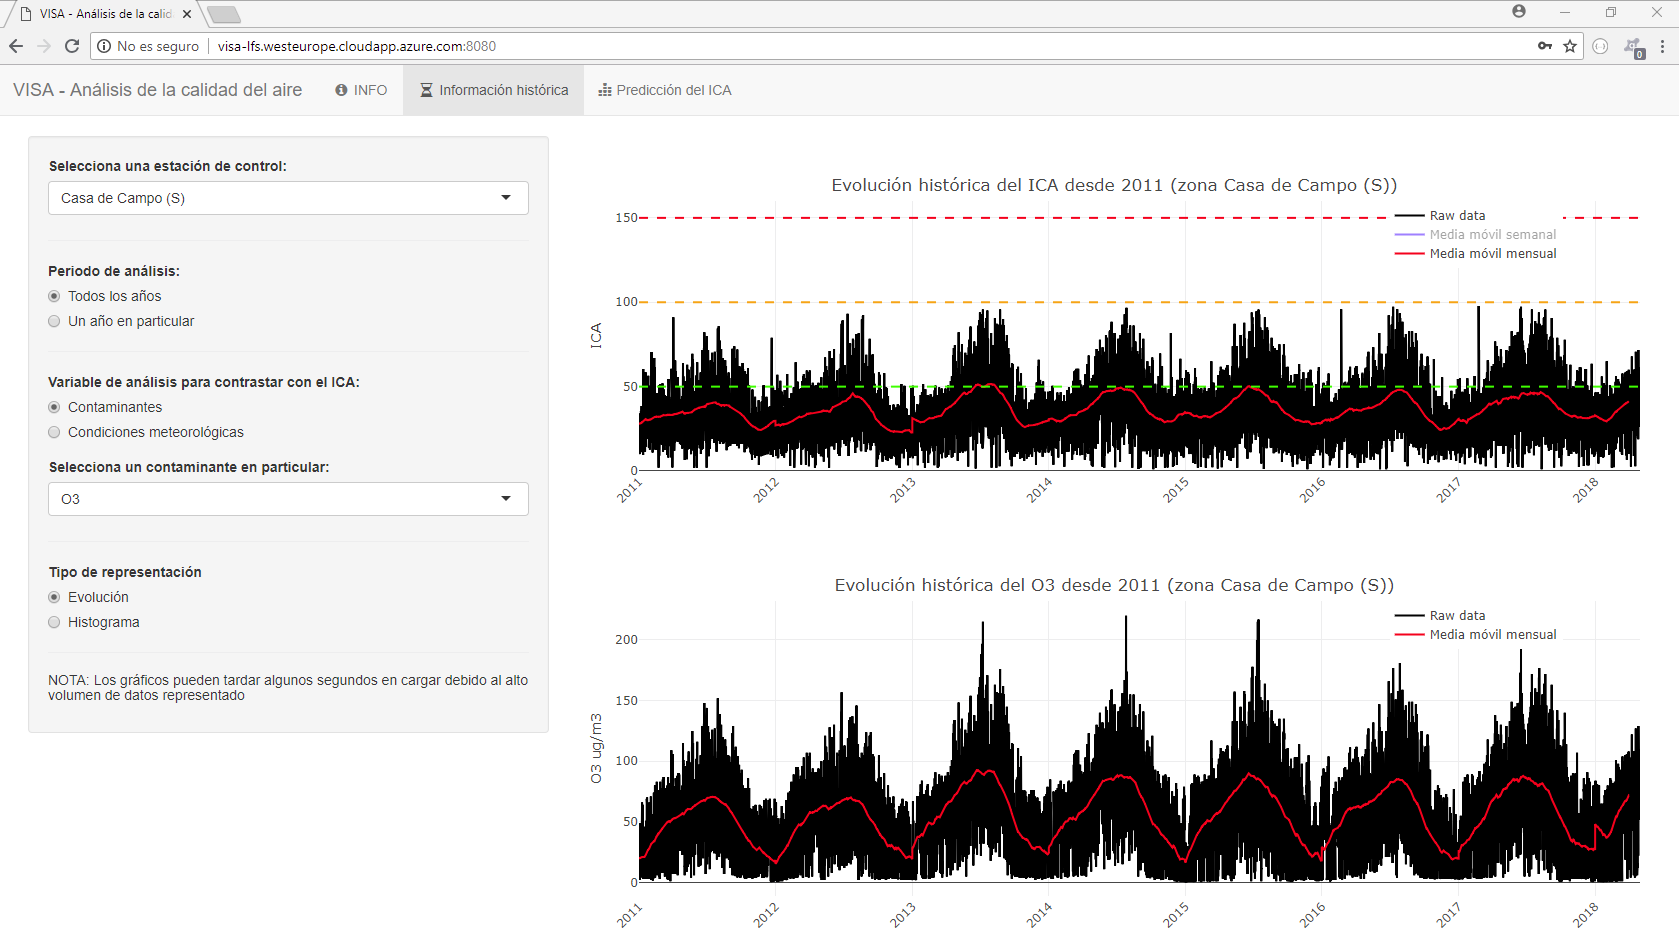 VISA - Análisis de la calid
No es seguro
visa-lfs.westeurope.cloudapp.azure.com:8080
0
VISA - Análisis de la calidad del aire
INFO
Información histórica
Predicción del ICA
Selecciona una estación de control:
Casa de Campo (S)
Periodo de análisis:
Todos los años
Un año en particular
Variable de análisis para contrastar con el ICA:
Contaminantes
Condiciones meteorológicas
Selecciona un contaminante en particular:
O3
Tipo de representación
Evolución
Histograma
NOTA: Los gráficos pueden tardar algunos segundos en cargar debido al alto
volumen de datos representado
Evolución histórica del ICA desde 2011 (zona Casa de Campo (S))
150
100
50
0
ICA
Raw data
Media móvil semanal
Media móvil mensual
2011
2012
2013
2014
2015
2016
2017
2018
Evolución histórica del O3 desde 2011 (zona Casa de Campo (S))
200
150
100
50
0
O3 ug/m3
Raw data
Media móvil mensual
2011
2012
2013
2014
2015
2016
2017
2018